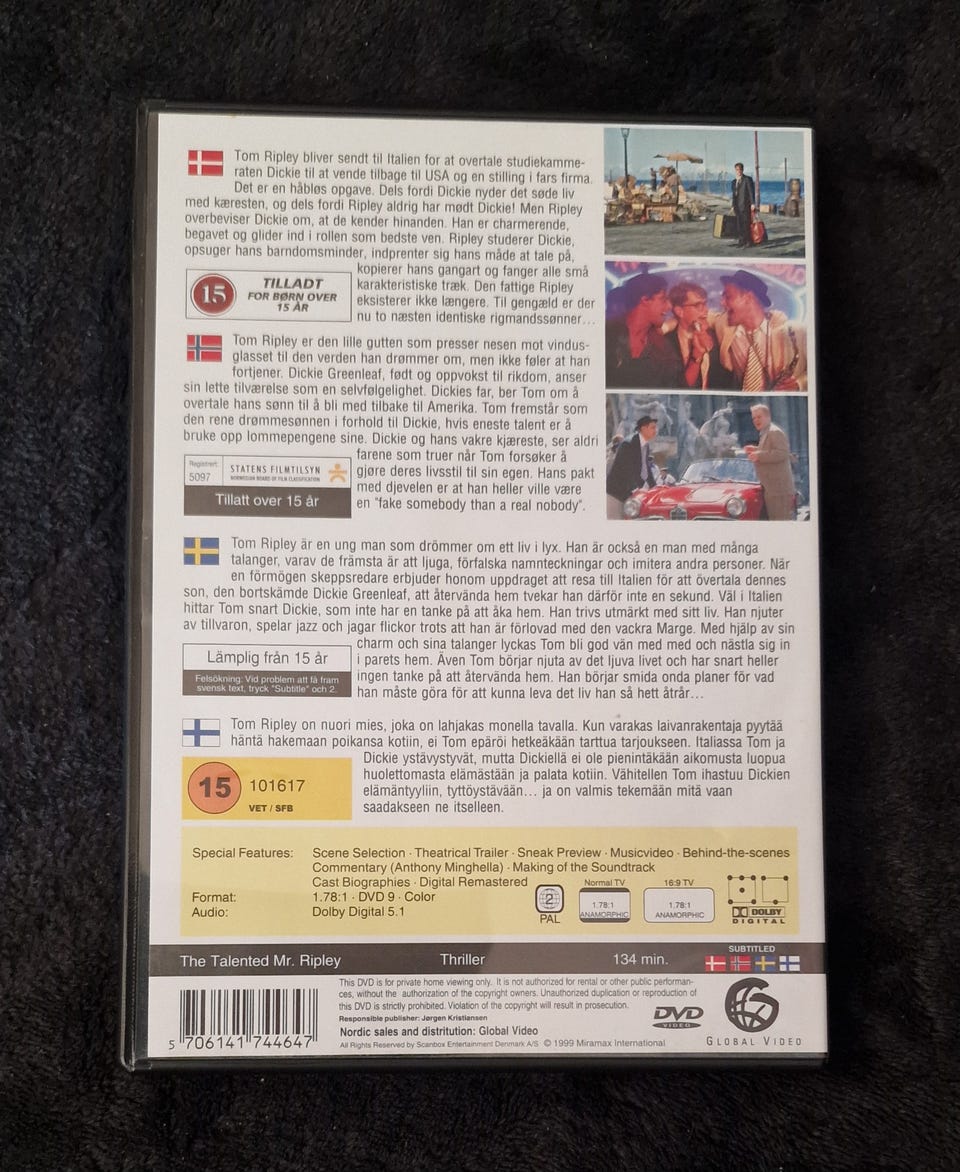 Tom Ripley bliver sendt til Italien for at overtale studiekamme-
raten Dickie til at vende tilbage til USA og en stilling i fars firma.
Det er en håbløs opgave. Dels fordi Dickie nyder det søde liv
med kæresten, og dels fordi Ripley aldrig har mødt Dickie! Men Ripley
overbeviser Dickie om, at de kender hinanden. Han er charmerende,
begavet og glider ind i rollen som bedste ven. Ripley studerer Dickie,
opsuger hans barndomsminder, indprenter sig hans måde at tale på,
kopierer hans gangart og fanger alle små
karakteristiske træk. Den fattige Ripley
eksisterer ikke længere. Til gengæld er der
nu to næsten identiske rigmandssønner...
15
TILLADT
FOR BØRN OVER
15 ÅR
Tom Ripley er den lille gutten som presser nesen mot vindus-
glasset til den verden han drømmer om, men ikke føler at han
fortjener. Dickie Greenleaf, født og oppvokst til rikdom, anser
sin lette tilværelse som en selvfølgelighet. Dickies far, ber Tom om å
overtale hans sønn til å bli med tilbake til Amerika. Tom fremstår som
den rene drømmesønnen i forhold til Dickie, hvis eneste talent er å
bruke opp lommepengene sine. Dickie og hans vakre kjæreste, ser aldri
farene som truer når Tom forsøker å
gjøre deres livsstil til sin egen. Hans pakt
med djevelen er at han heller ville være
en "fake somebody than a real nobody".
Registrert:
5097
STATENS FILMTILSYN
NORWEGIAN BOARD OF FILM CLASSIFICATION
Tillatt over 15 år
Tom Ripley är en ung man som drömmer om ett liv i lyx. Han är också en man med många
talanger, varav de främsta är att ljuga, förfalska namnteckningar och imitera andra personer. När
en förmögen skeppsredare erbjuder honom uppdraget att resa till Italien för att övertala dennes
son, den bortskämde Dickie Greenleaf, att återvända hem tvekar han därför inte en sekund. Väl i Italien
hittar Tom snart Dickie, som inte har en tanke på att åka hem. Han trivs utmärkt med sitt liv. Han njuter
av tillvaron, spelar jazz och jagar flickor trots att han är förlovad med den vackra Marge. Med hjälp av sin
charm och sina talanger lyckas Tom bli god vän med med och nästla sig in
i parets hem. Även Tom börjar njuta av det ljuva livet och har snart heller
ingen tanke på att återvända hem. Han börjar smida onda planer för vad
han måste göra för att kunna leva det liv han så hett åtrår...
Lämplig från 15 år
Felsökning: Vid problem att få fram
svensk text, tryck "Subtitle" och 2.
Tom Ripley on nuori mies, joka on lahjakas monella tavalla. Kun varakas laivanrakentaja pyytää
häntä hakemaan poikansa kotiin, ei Tom epäröi hetkeäkään tarttua tarjoukseen. Italiassa Tom ja
Dickie ystävystyvät, mutta Dickiellä ei ole pienintäkään aikomusta luopua
huolettomasta elämästään ja palata kotiin. Vähitellen Tom ihastuu Dickien
elämäntyyliin, tyttöystävään... ja on valmis tekemään mitä vaan
saadakseen ne itselleen.
15
101617
VET / SFB
Special Features: Scene Selection · Theatrical Trailer · Sneak Preview · Musicvideo · Behind-the-scenes
Commentary (Anthony Minghella) · Making of the Soundtrack
Cast Biographies · Digital Remastered
Format: 1.78:1 · DVD 9 · Color
Audio: Dolby Digital 5.1
2
PAL
Normal TV
1.78:1
ANAMORPHIC
16:9 TV
1.78:1
ANAMORPHIC
DOLBY
DIGITAL
The Talented Mr. Ripley Thriller 134 min.
SUBTITLED
This DVD is for private home viewing only. It is not authorized for rental or other public performan-
ces, without the authorization of the copyright owners. Unauthorized duplication or reproduction of
this DVD is strictly prohibited. Violation of the copyright will result in prosecution.
Responsible publisher: Jørgen Kristiansen
Nordic sales and distritution: Global Video
All Rights Reserved by Scanbox Entertainment Denmark A/S © 1999 Miramax International
5 706141 744647
DVD
VIDEO
GLOBAL VIDEO